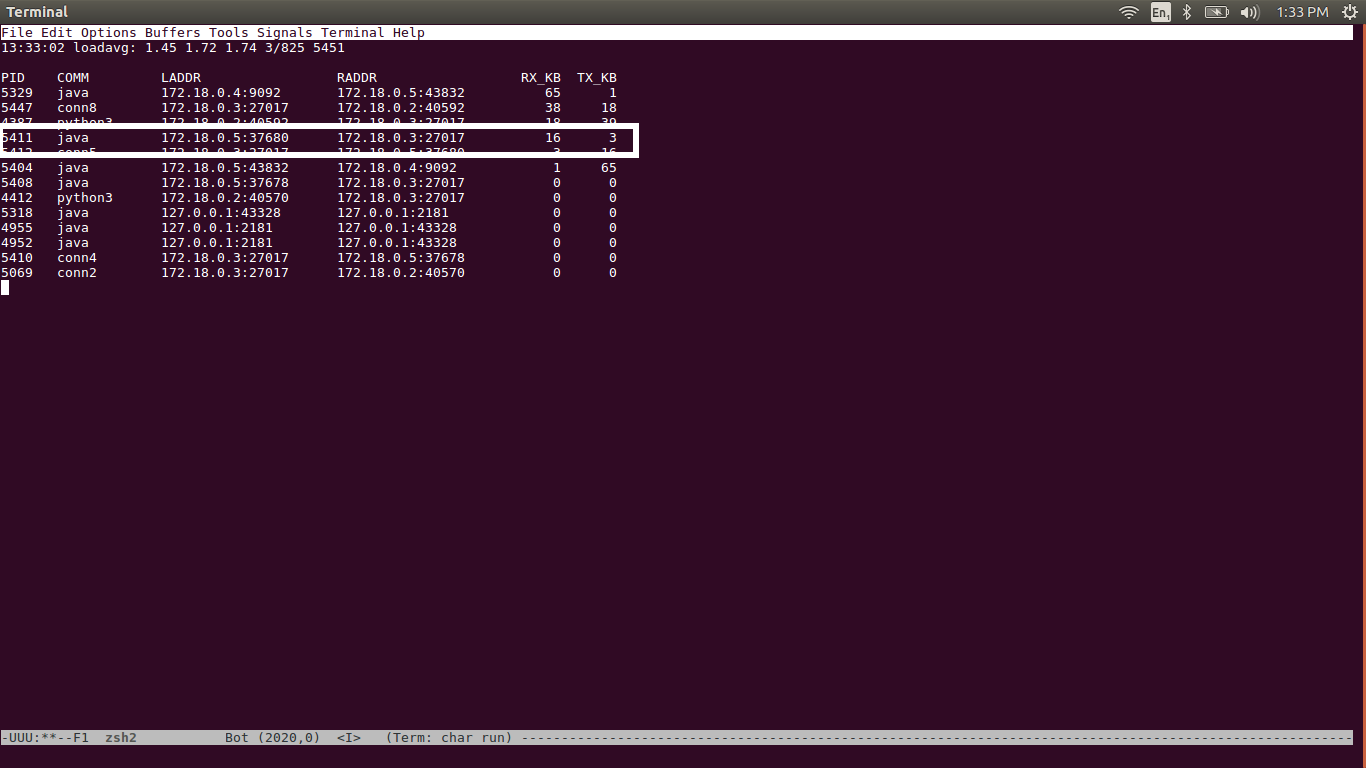 Terminal En1 1:33 PM
File Edit Options Buffers Tools Signals Terminal Help
13:33:02 loadavg: 1.45 1.72 1.74 3/825 5451
PID COMM LADDR RADDR RX_KB TX_KB
5329 java 172.18.0.4:9092 172.18.0.5:43832 65 1
5447 conn8 172.18.0.3:27017 172.18.0.2:40592 38 18
4387 python3 172.18.0.2:40592 172.18.0.3:27017 18 39
5411 java 172.18.0.5:37680 172.18.0.3:27017 16 3
5412 conn5 172.18.0.3:27017 172.18.0.5:37680 3 16
5404 java 172.18.0.5:43832 172.18.0.4:9092 1 65
5408 java 172.18.0.5:37678 172.18.0.3:27017 0 0
4412 python3 172.18.0.2:40570 172.18.0.3:27017 0 0
5318 java 127.0.0.1:43328 127.0.0.1:2181 0 0
4955 java 127.0.0.1:2181 127.0.0.1:43328 0 0
4952 java 127.0.0.1:2181 127.0.0.1:43328 0 0
5410 conn4 172.18.0.3:27017 172.18.0.5:37678 0 0
5069 conn2 172.18.0.3:27017 172.18.0.2:40570 0 0
-UUU:**--F1 zsh2 Bot (2020,0) <I> (Term: char run) --------------------------------------------------------------------------------------------------------